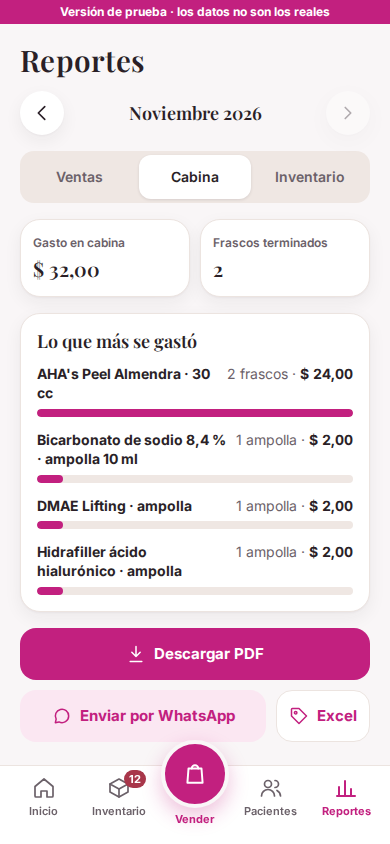 Versión de prueba · los datos no son los reales
Reportes
Noviembre 2026
Ventas
Cabina
Inventario
Gasto en cabina
$ 32,00
Frascos terminados
2
Lo que más se gastó
AHA's Peel Almendra · 30
cc
2 frascos · $ 24,00
Bicarbonato de sodio 8,4 %
· ampolla 10 ml
1 ampolla · $ 2,00
DMAE Lifting · ampolla
1 ampolla · $ 2,00
Hidrafiller ácido
hialurónico · ampolla
1 ampolla · $ 2,00
Descargar PDF
Enviar por WhatsApp
Excel
12
Inicio
Inventario
Vender
Pacientes
Reportes